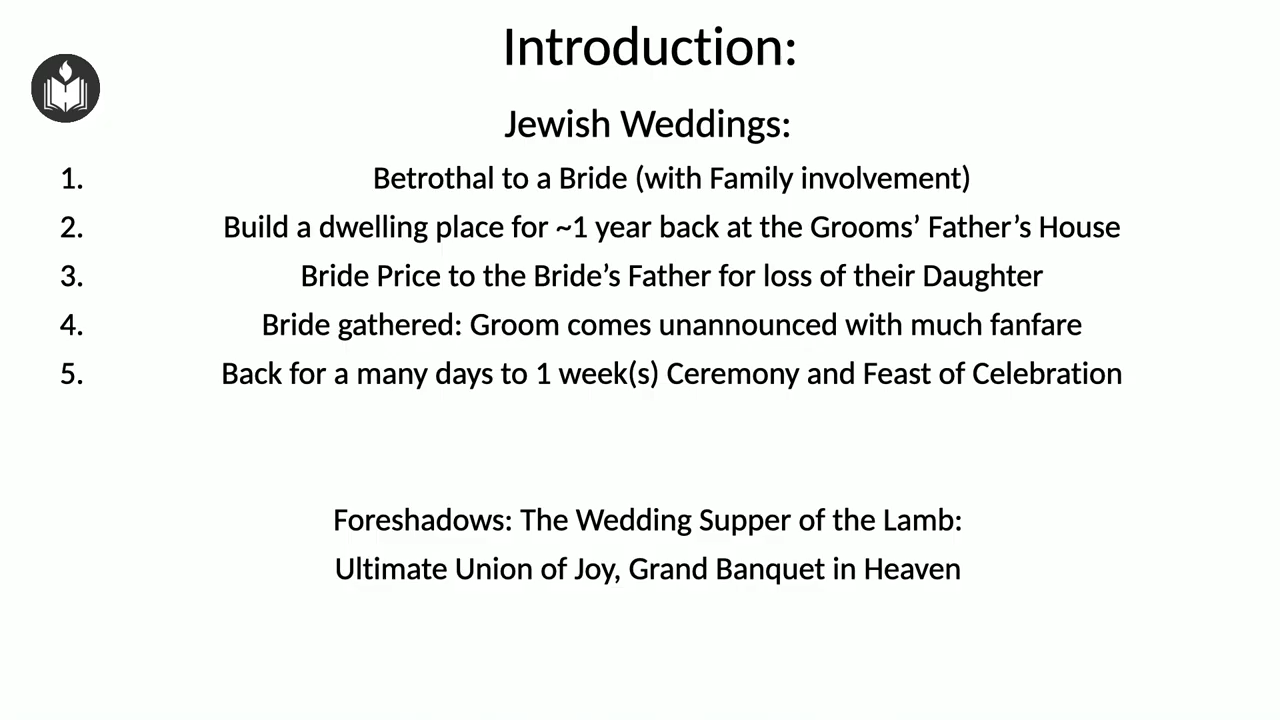 Introduction:
Jewish Weddings:
1. Betrothal to a Bride (with Family involvement)
2. Build a dwelling place for ~1 year back at the Grooms’ Father’s House
3. Bride Price to the Bride’s Father for loss of their Daughter
4. Bride gathered: Groom comes unannounced with much fanfare
5. Back for a many days to 1 week(s) Ceremony and Feast of Celebration
Foreshadows: The Wedding Supper of the Lamb:
Ultimate Union of Joy, Grand Banquet in Heaven